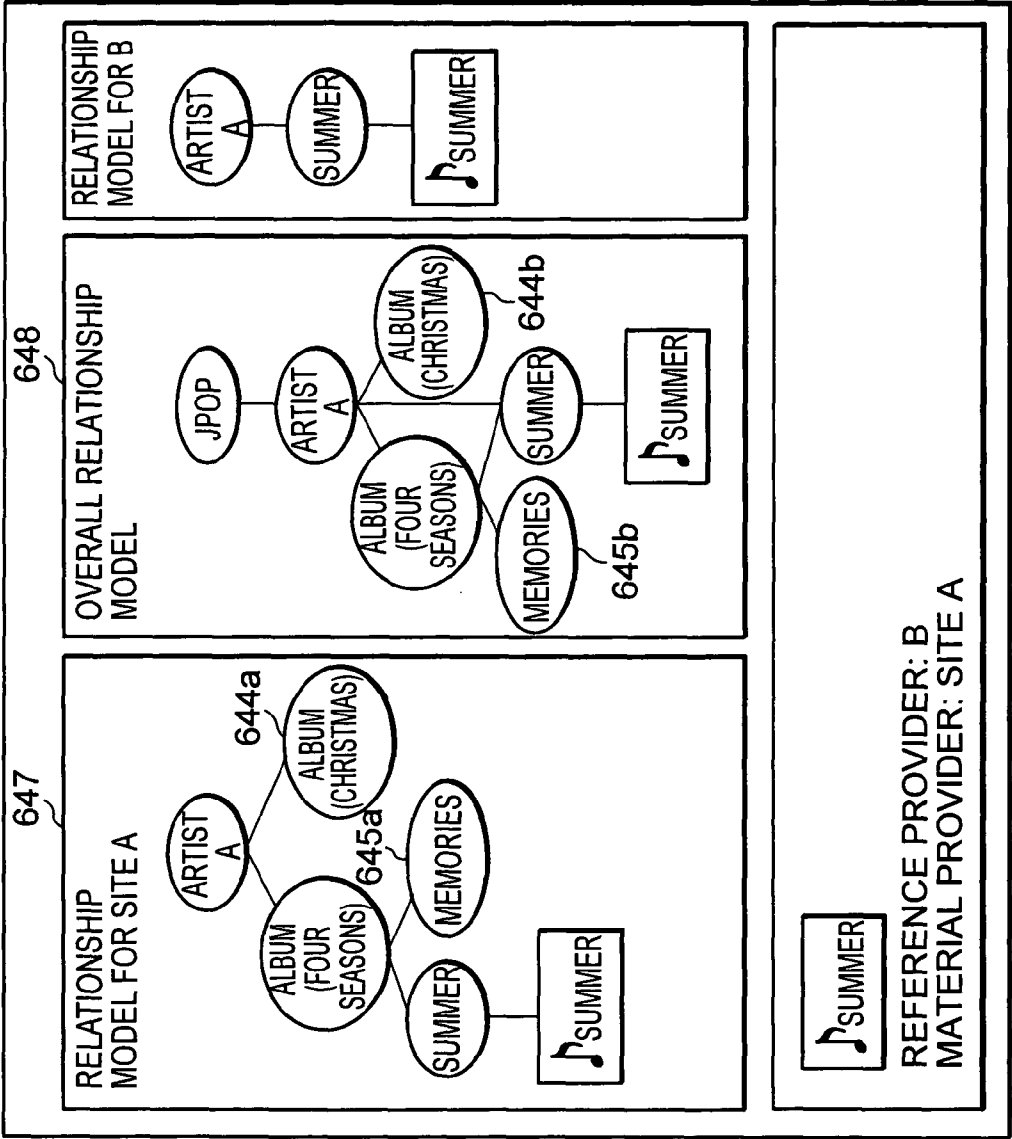 647
RELATIONSHIP
MODEL FOR SITE A
ARTIST
A
644a
ALBUM
(CHRISTMAS)
ALBUM
(FOUR
SEASONS)
645a
SUMMER
MEMORIES
♪SUMMER
648
OVERALL RELATIONSHIP
MODEL
JPOP
ARTIST
A
ALBUM
(CHRISTMAS)
644b
ALBUM
(FOUR
SEASONS)
MEMORIES
645b
SUMMER
♪SUMMER
RELATIONSHIP
MODEL FOR B
ARTIST
A
SUMMER
♪SUMMER
♪SUMMER
REFERENCE PROVIDER: B
MATERIAL PROVIDER: SITE A